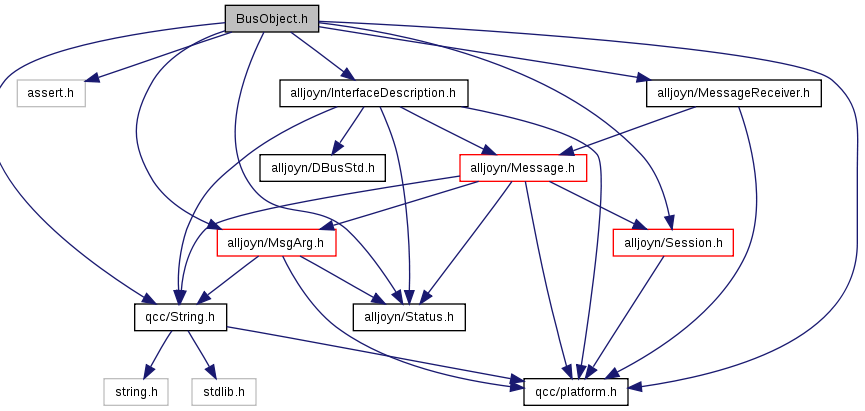 BusObject.h
assert.h
alljoyn/InterfaceDescription.h
alljoyn/MessageReceiver.h
alljoyn/DBusStd.h
alljoyn/Message.h
alljoyn/MsgArg.h
alljoyn/Session.h
qcc/String.h
alljoyn/Status.h
string.h
stdlib.h
qcc/platform.h